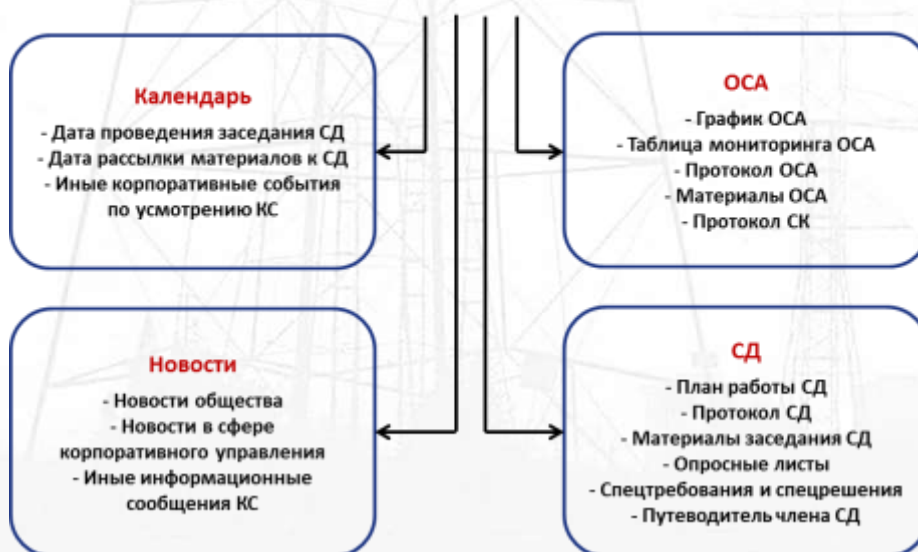 Календарь
- Дата проведения заседания СД
- Дата рассылки материалов к СД
- Иные корпоративные события
по усмотрению КС
ОСА
- График ОСА
- Таблица мониторинга ОСА
- Протокол ОСА
- Материалы ОСА
- Протокол СК
Новости
- Новости общества
- Новости в сфере
корпоративного управления
- Иные информационные
сообщения КС
СД
- План работы СД
- Протокол СД
- Материалы заседания СД
- Опросные листы
- Спецтребования и спецрешения
- Путеводитель члена СД